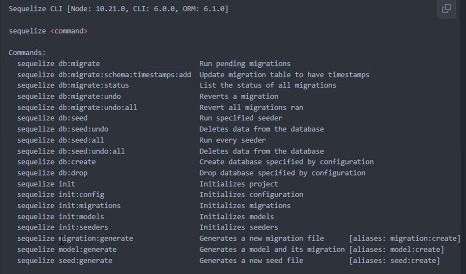 Sequelize CLI [Node: 10.21.0, CLI: 6.0.0, ORM: 6.1.0]
sequelize <command>
Commands:
sequelize db:migrate Run pending migrations
sequelize db:migrate:schema:timestamps:add Update migration table to have timestamps
sequelize db:migrate:status List the status of all migrations
sequelize db:migrate:undo Reverts a migration
sequelize db:migrate:undo:all Revert all migrations ran
sequelize db:seed Run specified seeder
sequelize db:seed:undo Deletes data from the database
sequelize db:seed:all Run every seeder
sequelize db:seed:undo:all Deletes data from the database
sequelize db:create Create database specified by configuration
sequelize db:drop Drop database specified by configuration
sequelize init Initializes project
sequelize init:config Initializes configuration
sequelize init:migrations Initializes migrations
sequelize init:models Initializes models
sequelize init:seeders Initializes seeders
sequelize migration:generate Generates a new migration file [aliases: migration:create]
sequelize model:generate Generates a model and its migration [aliases: model:create]
sequelize seed:generate Generates a new seed file [aliases: seed:create]